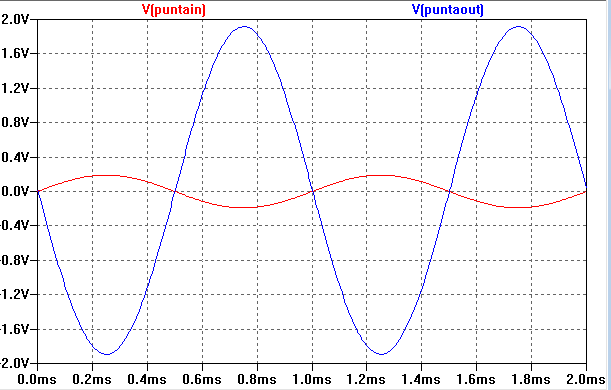 V(puntain) V(puntaout)
2.0V
1.6V
1.2V
0.8V
0.4V
0.0V
-0.4V
-0.8V
-1.2V
-1.6V
-2.0V
0.0ms 0.2ms 0.4ms 0.6ms 0.8ms 1.0ms 1.2ms 1.4ms 1.6ms 1.8ms 2.0ms